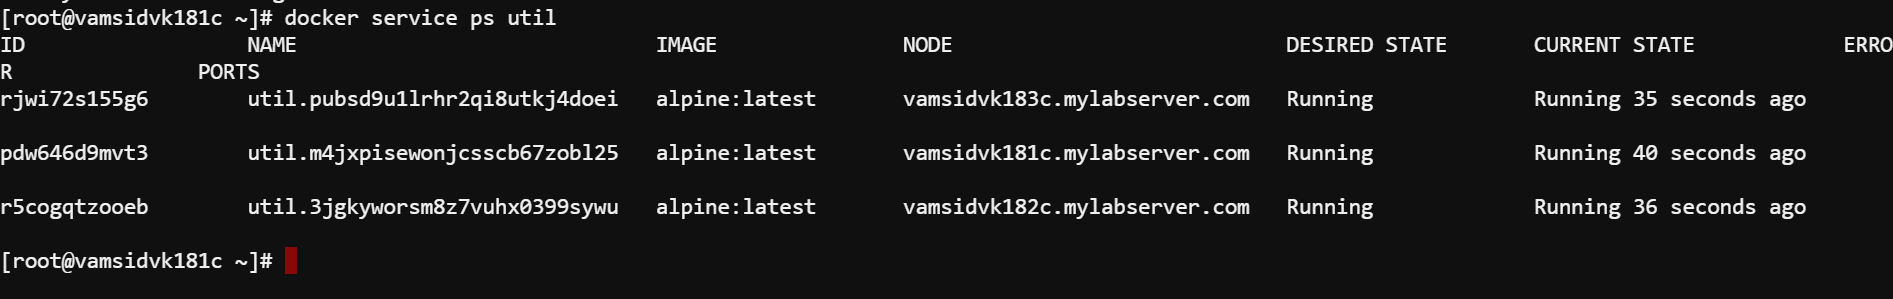 [root@vamsidvk181c ~]# docker service ps util
ID                  NAME                             IMAGE               NODE                           DESIRED STATE       CURRENT STATE            ERRO
R               PORTS
rjwi72s155g6        util.pubsd9u1lrhr2qi8utkj4doei   alpine:latest       vamsidvk183c.mylabserver.com   Running             Running 35 seconds ago
pdw646d9mvt3        util.m4jxpisewonjcsscb67zobl25   alpine:latest       vamsidvk181c.mylabserver.com   Running             Running 40 seconds ago
r5cogqtzooeb        util.3jgkyworsm8z7vuhx0399sywu   alpine:latest       vamsidvk182c.mylabserver.com   Running             Running 36 seconds ago
[root@vamsidvk181c ~]#